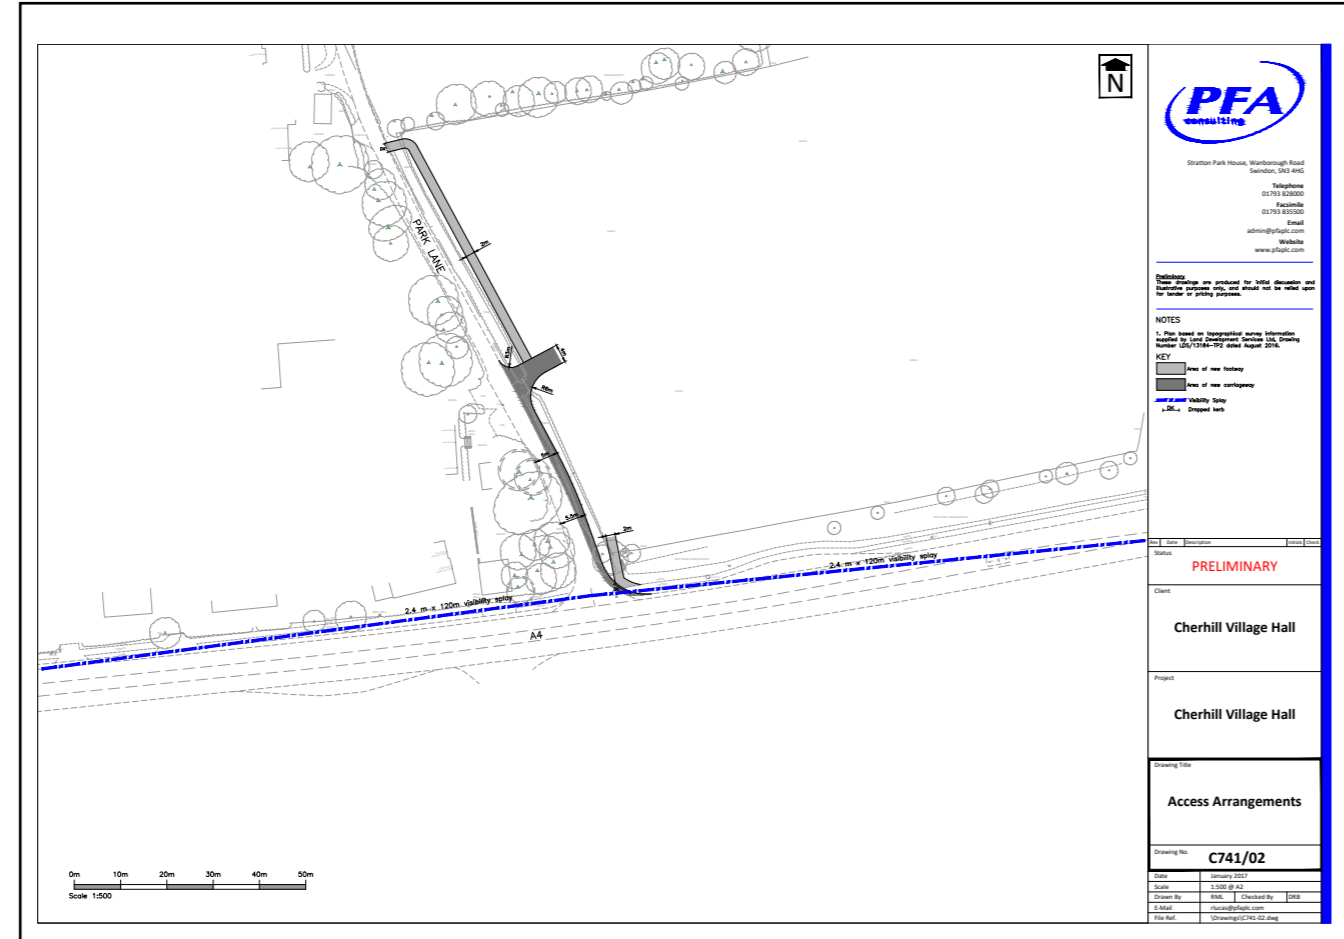 N
DK
PARK LANE
2m
R3m
4m
R6m
5m
5.5m
2m
2.4 m x 120m visibility splay
2.4 m x 120m visibility splay
A4
0m 10m 20m 30m 40m 50m
Scale 1:500
PFA
consulting
Stratton Park House, Wanborough Road
Swindon, SN3 4HG
Telephone
01793 828000
Facsimile
01793 835500
Email
admin@pfaplc.com
Website
www.pfaplc.com
Preliminary
These drawings are produced for initial discussion and
illustrative purposes only, and should not be relied upon
for tender or pricing purposes.
NOTES
1. Plan based on topographical survey information
supplied by Land Development Services Ltd, Drawing
Number LDS/13184-TP2 dated August 2016.
KEY
Area of new footway
Area of new carriageway
Visibility Splay
DK Dropped kerb
Rev Date Description Initials Check
Status
PRELIMINARY
Client
Cherhill Village Hall
Project
Cherhill Village Hall
Drawing Title
Access Arrangements
Drawing No. C741/02
Date January 2017
Scale 1:500 @ A2
Drawn By RML Checked By DRB
E-Mail rlucas@pfaplc.com
File Ref. \Drawings\C741-02.dwg